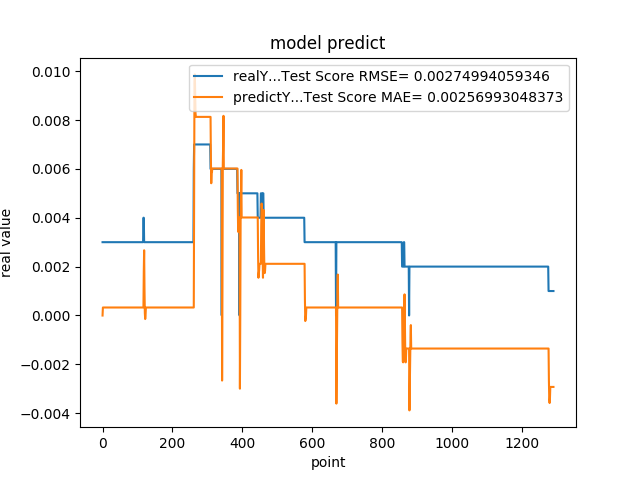 model predict
realY...Test Score RMSE= 0.00274994059346
predictY...Test Score MAE= 0.00256993048373
real value
0.010
0.008
0.006
0.004
0.002
0.000
−0.002
−0.004
0 200 400 600 800 1000 1200
point